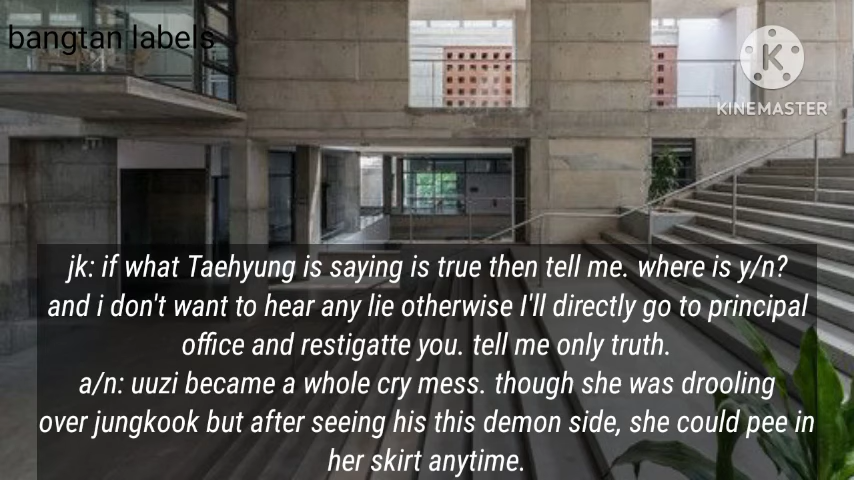 bangtan labels
KINEMASTER
jk: if what Taehyung is saying is true then tell me. where is y/n?
and i don't want to hear any lie otherwise I'll directly go to principal
office and restigatte you. tell me only truth.
a/n: uuzi became a whole cry mess. though she was drooling
over jungkook but after seeing his this demon side, she could pee in
her skirt anytime.